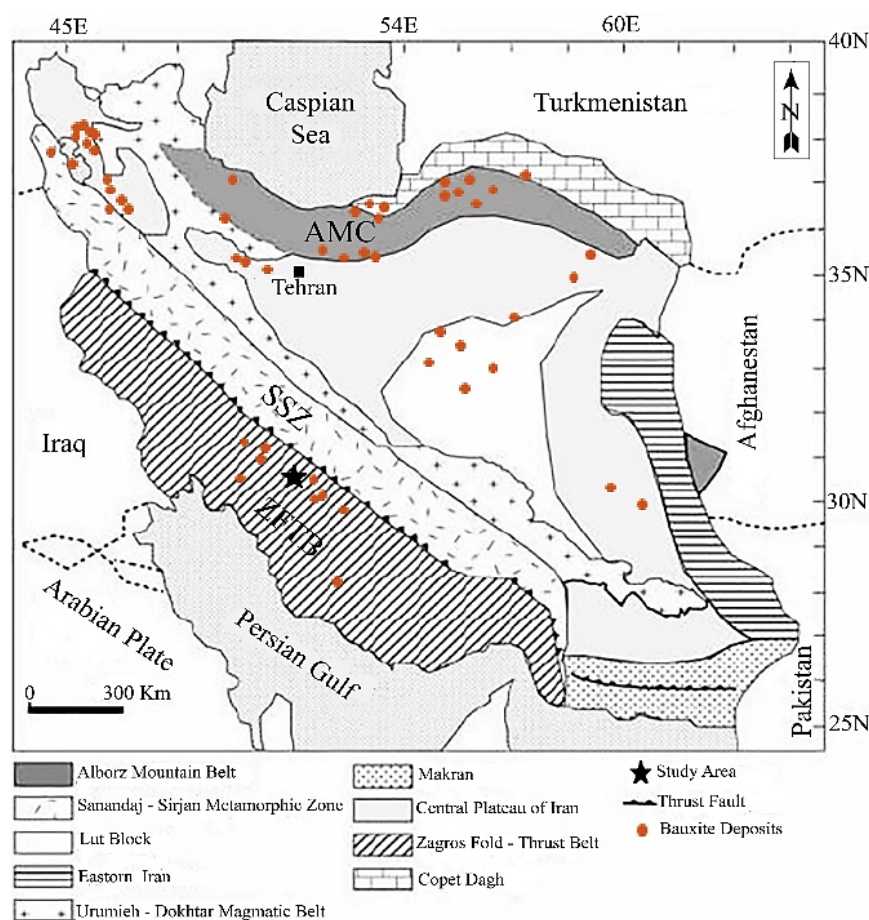 45E 54E 60E
40N
Caspian
Sea
Turkmenistan
N
AMC
35N
Tehran
Afghanestan
SSZ
Iraq
30N
ZFTB
Arabian Plate
Persian Gulf
Pakistan
0 300 Km
25N
Alborz Mountain Belt
Sanandaj - Sirjan Metamorphic Zone
Lut Block
Eastern Iran
Urumieh - Dokhtar Magmatic Belt
Makran
Central Plateau of Iran
Zagros Fold - Thrust Belt
Copet Dagh
Study Area
Thrust Fault
Bauxite Deposits